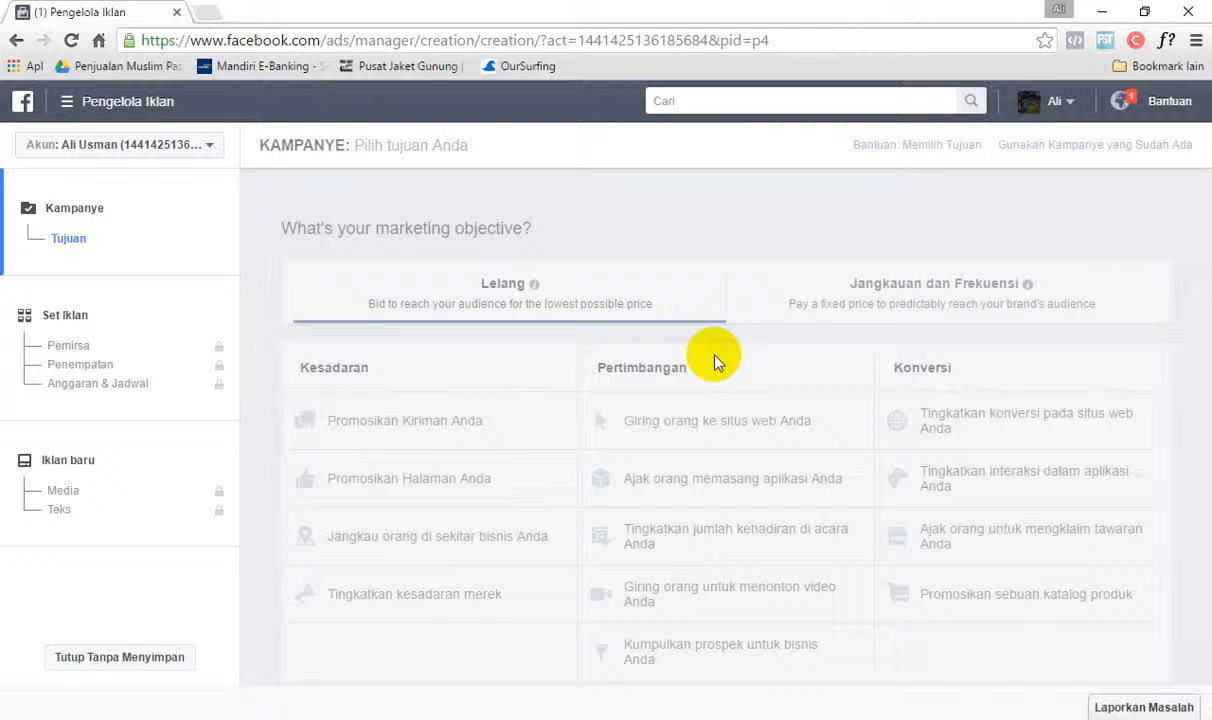 (1) Pengelola Iklan
Ali
https://www.facebook.com/ads/manager/creation/creation/?act=1441425136185684&pid=p4
Apl
Penjualan Muslim Pas
Mandiri E-Banking - S
Pusat Jaket Gunung
OurSurfing
Bookmark lain
Pengelola Iklan
Cari
Ali
1
Bantuan
Akun: Ali Usman (1441425136...
KAMPANYE: Pilih tujuan Anda
Bantuan: Memilih Tujuan
Gunakan Kampanye yang Sudah Ada
Kampanye
Tujuan
Set Iklan
Pemirsa
Penempatan
Anggaran & Jadwal
Iklan baru
Media
Teks
Tutup Tanpa Menyimpan
What's your marketing objective?
Lelang
Bid to reach your audience for the lowest possible price
Jangkauan dan Frekuensi
Pay a fixed price to predictably reach your brand's audience
Kesadaran
Promosikan Kiriman Anda
Promosikan Halaman Anda
Jangkau orang di sekitar bisnis Anda
Tingkatkan kesadaran merek
Pertimbangan
Giring orang ke situs web Anda
Ajak orang memasang aplikasi Anda
Tingkatkan jumlah kehadiran di acara
Anda
Giring orang untuk menonton video
Anda
Kumpulkan prospek untuk bisnis
Anda
Konversi
Tingkatkan konversi pada situs web
Anda
Tingkatkan interaksi dalam aplikasi
Anda
Ajak orang untuk mengklaim tawaran
Anda
Promosikan sebuah katalog produk
Laporkan Masalah